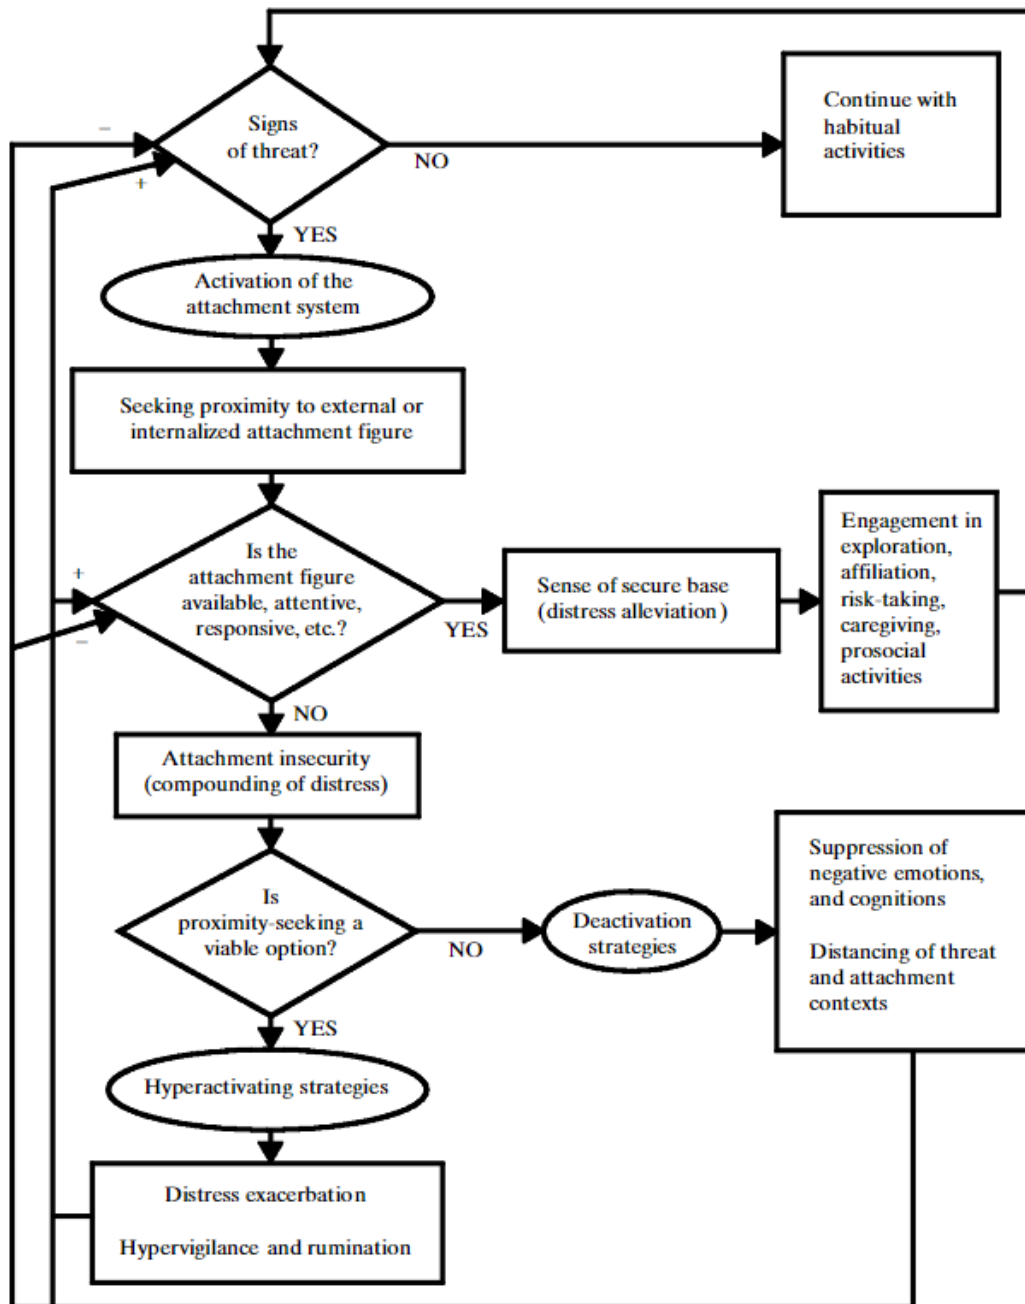 Signs
of threat?
–
+
NO
Continue with
habitual
activities
YES
Activation of the
attachment system
Seeking proximity to external or
internalized attachment figure
Is the
attachment figure
available, attentive,
responsive, etc.?
+
–
YES
Sense of secure base
(distress alleviation)
Engagement in
exploration,
affiliation,
risk-taking,
caregiving,
prosocial
activities
NO
Attachment insecurity
(compounding of distress)
Is
proximity-seeking a
viable option?
NO
Deactivation
strategies
Suppression of
negative emotions,
and cognitions
Distancing of threat
and attachment
contexts
YES
Hyperactivating strategies
Distress exacerbation
Hypervigilance and rumination